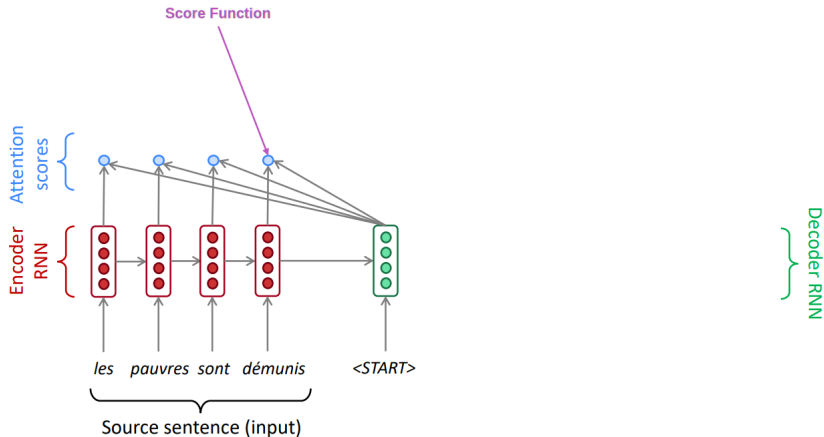 Score Function
Attention
scores
Encoder
RNN
Decoder RNN
les pauvres sont démunis <START>
Source sentence (input)